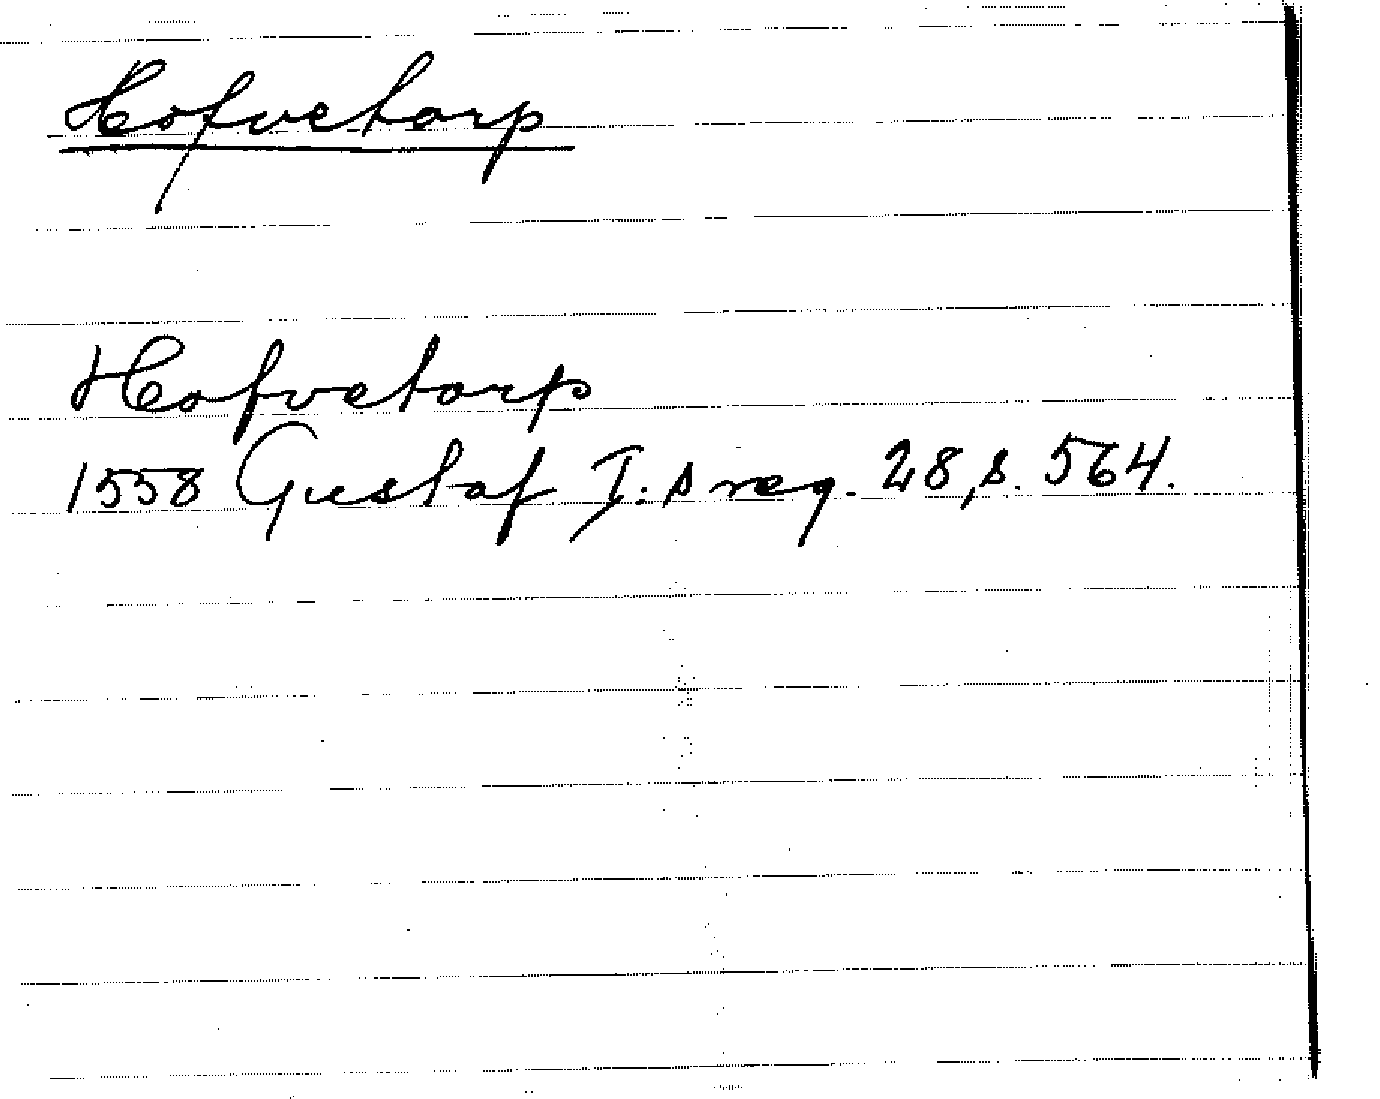 Hofvetorp
Hofvetorp
1558 Gustaf I:s reg. 28, s. 564.